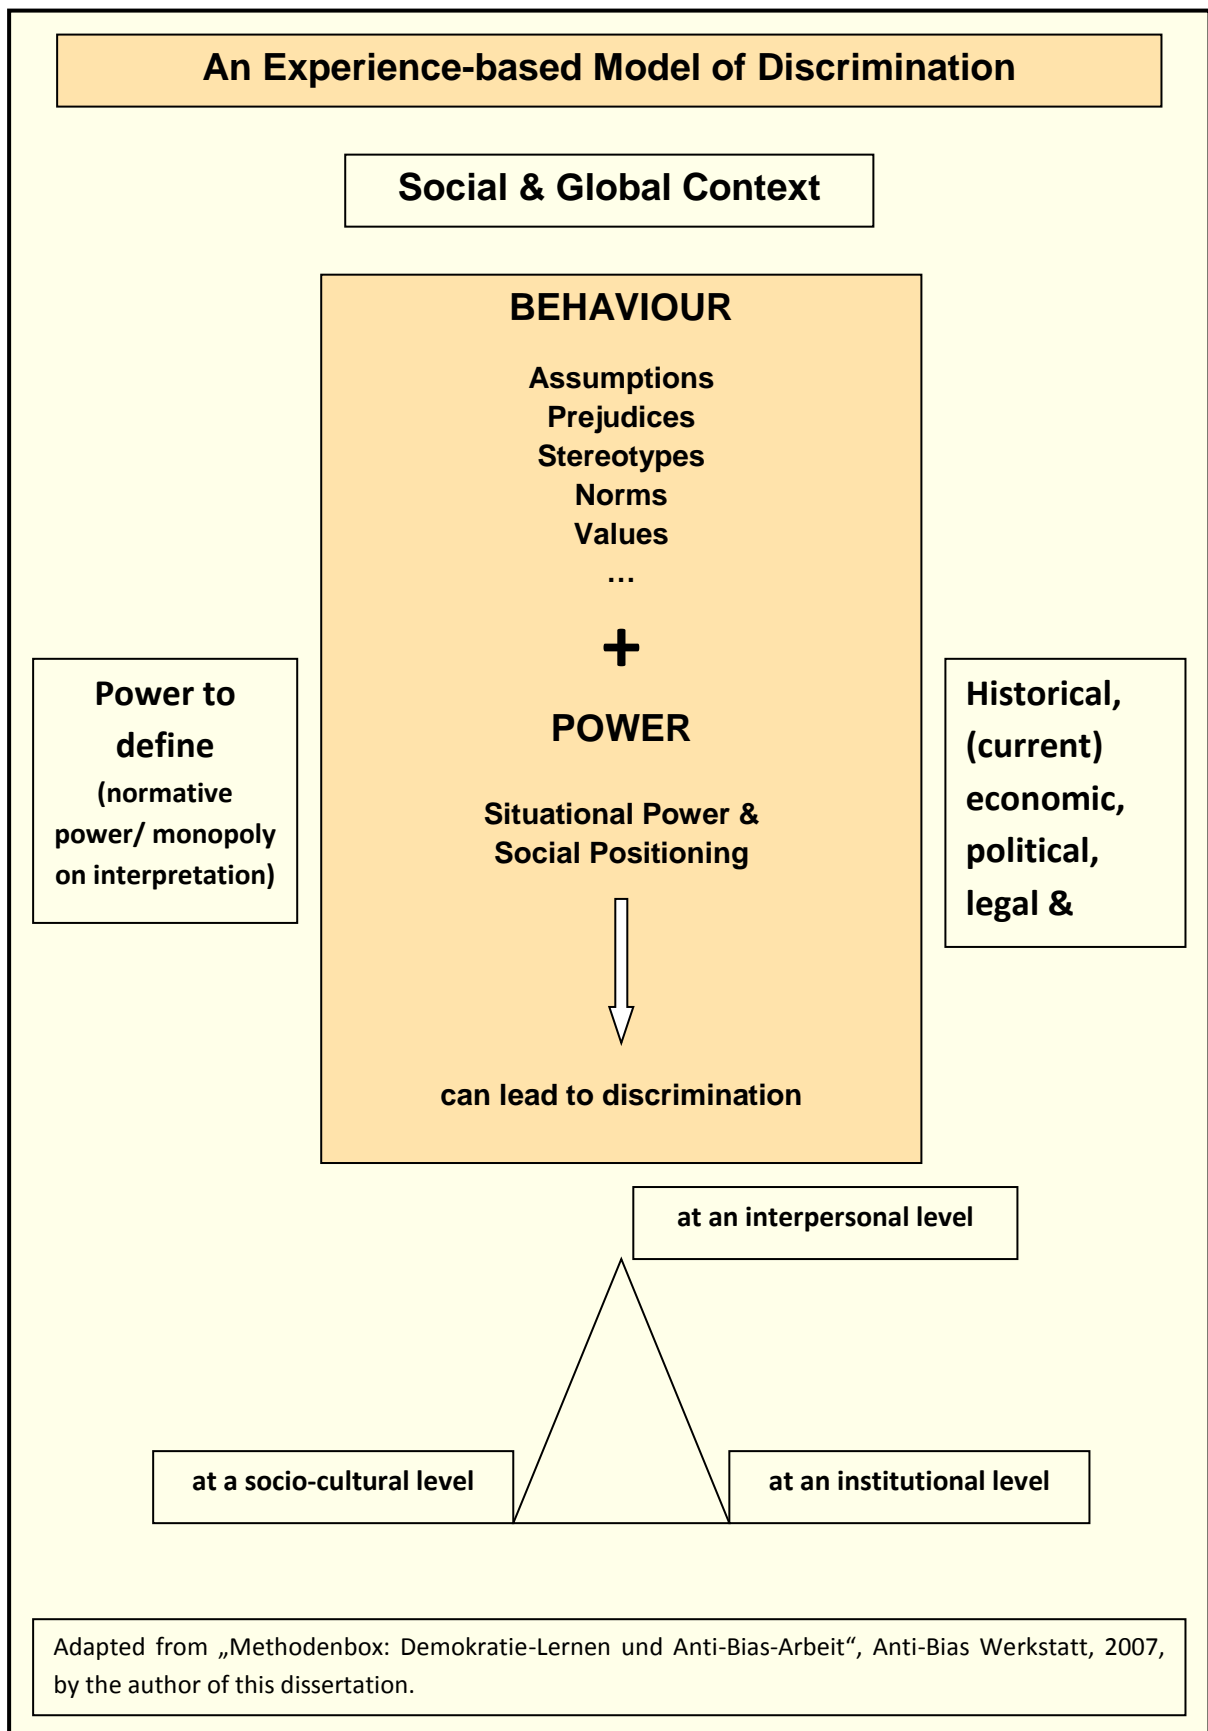 An Experience-based Model of Discrimination
Social & Global Context
BEHAVIOUR
Assumptions
Prejudices
Stereotypes
Norms
Values
…
+
POWER
Situational Power &
Social Positioning
can lead to discrimination
Power to
define
(normative
power/ monopoly
on interpretation)
Historical,
(current)
economic,
political,
legal &
at an interpersonal level
at a socio-cultural level
at an institutional level
Adapted from „Methodenbox: Demokratie-Lernen und Anti-Bias-Arbeit“, Anti-Bias Werkstatt, 2007,
by the author of this dissertation.